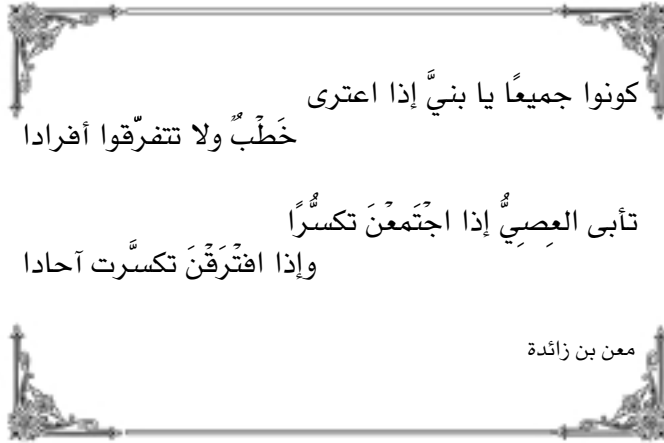 كونوا جميعًا يا بنيَّ إذا اعترى
خَطْبٌ ولا تتفرّقوا أفرادا
تأبى العِصِيُّ إذا اجْتَمعْنَ تكسُّرًا
وإذا افتْرَقْنَ تكسَّرت آحادا
معن بن زائدة